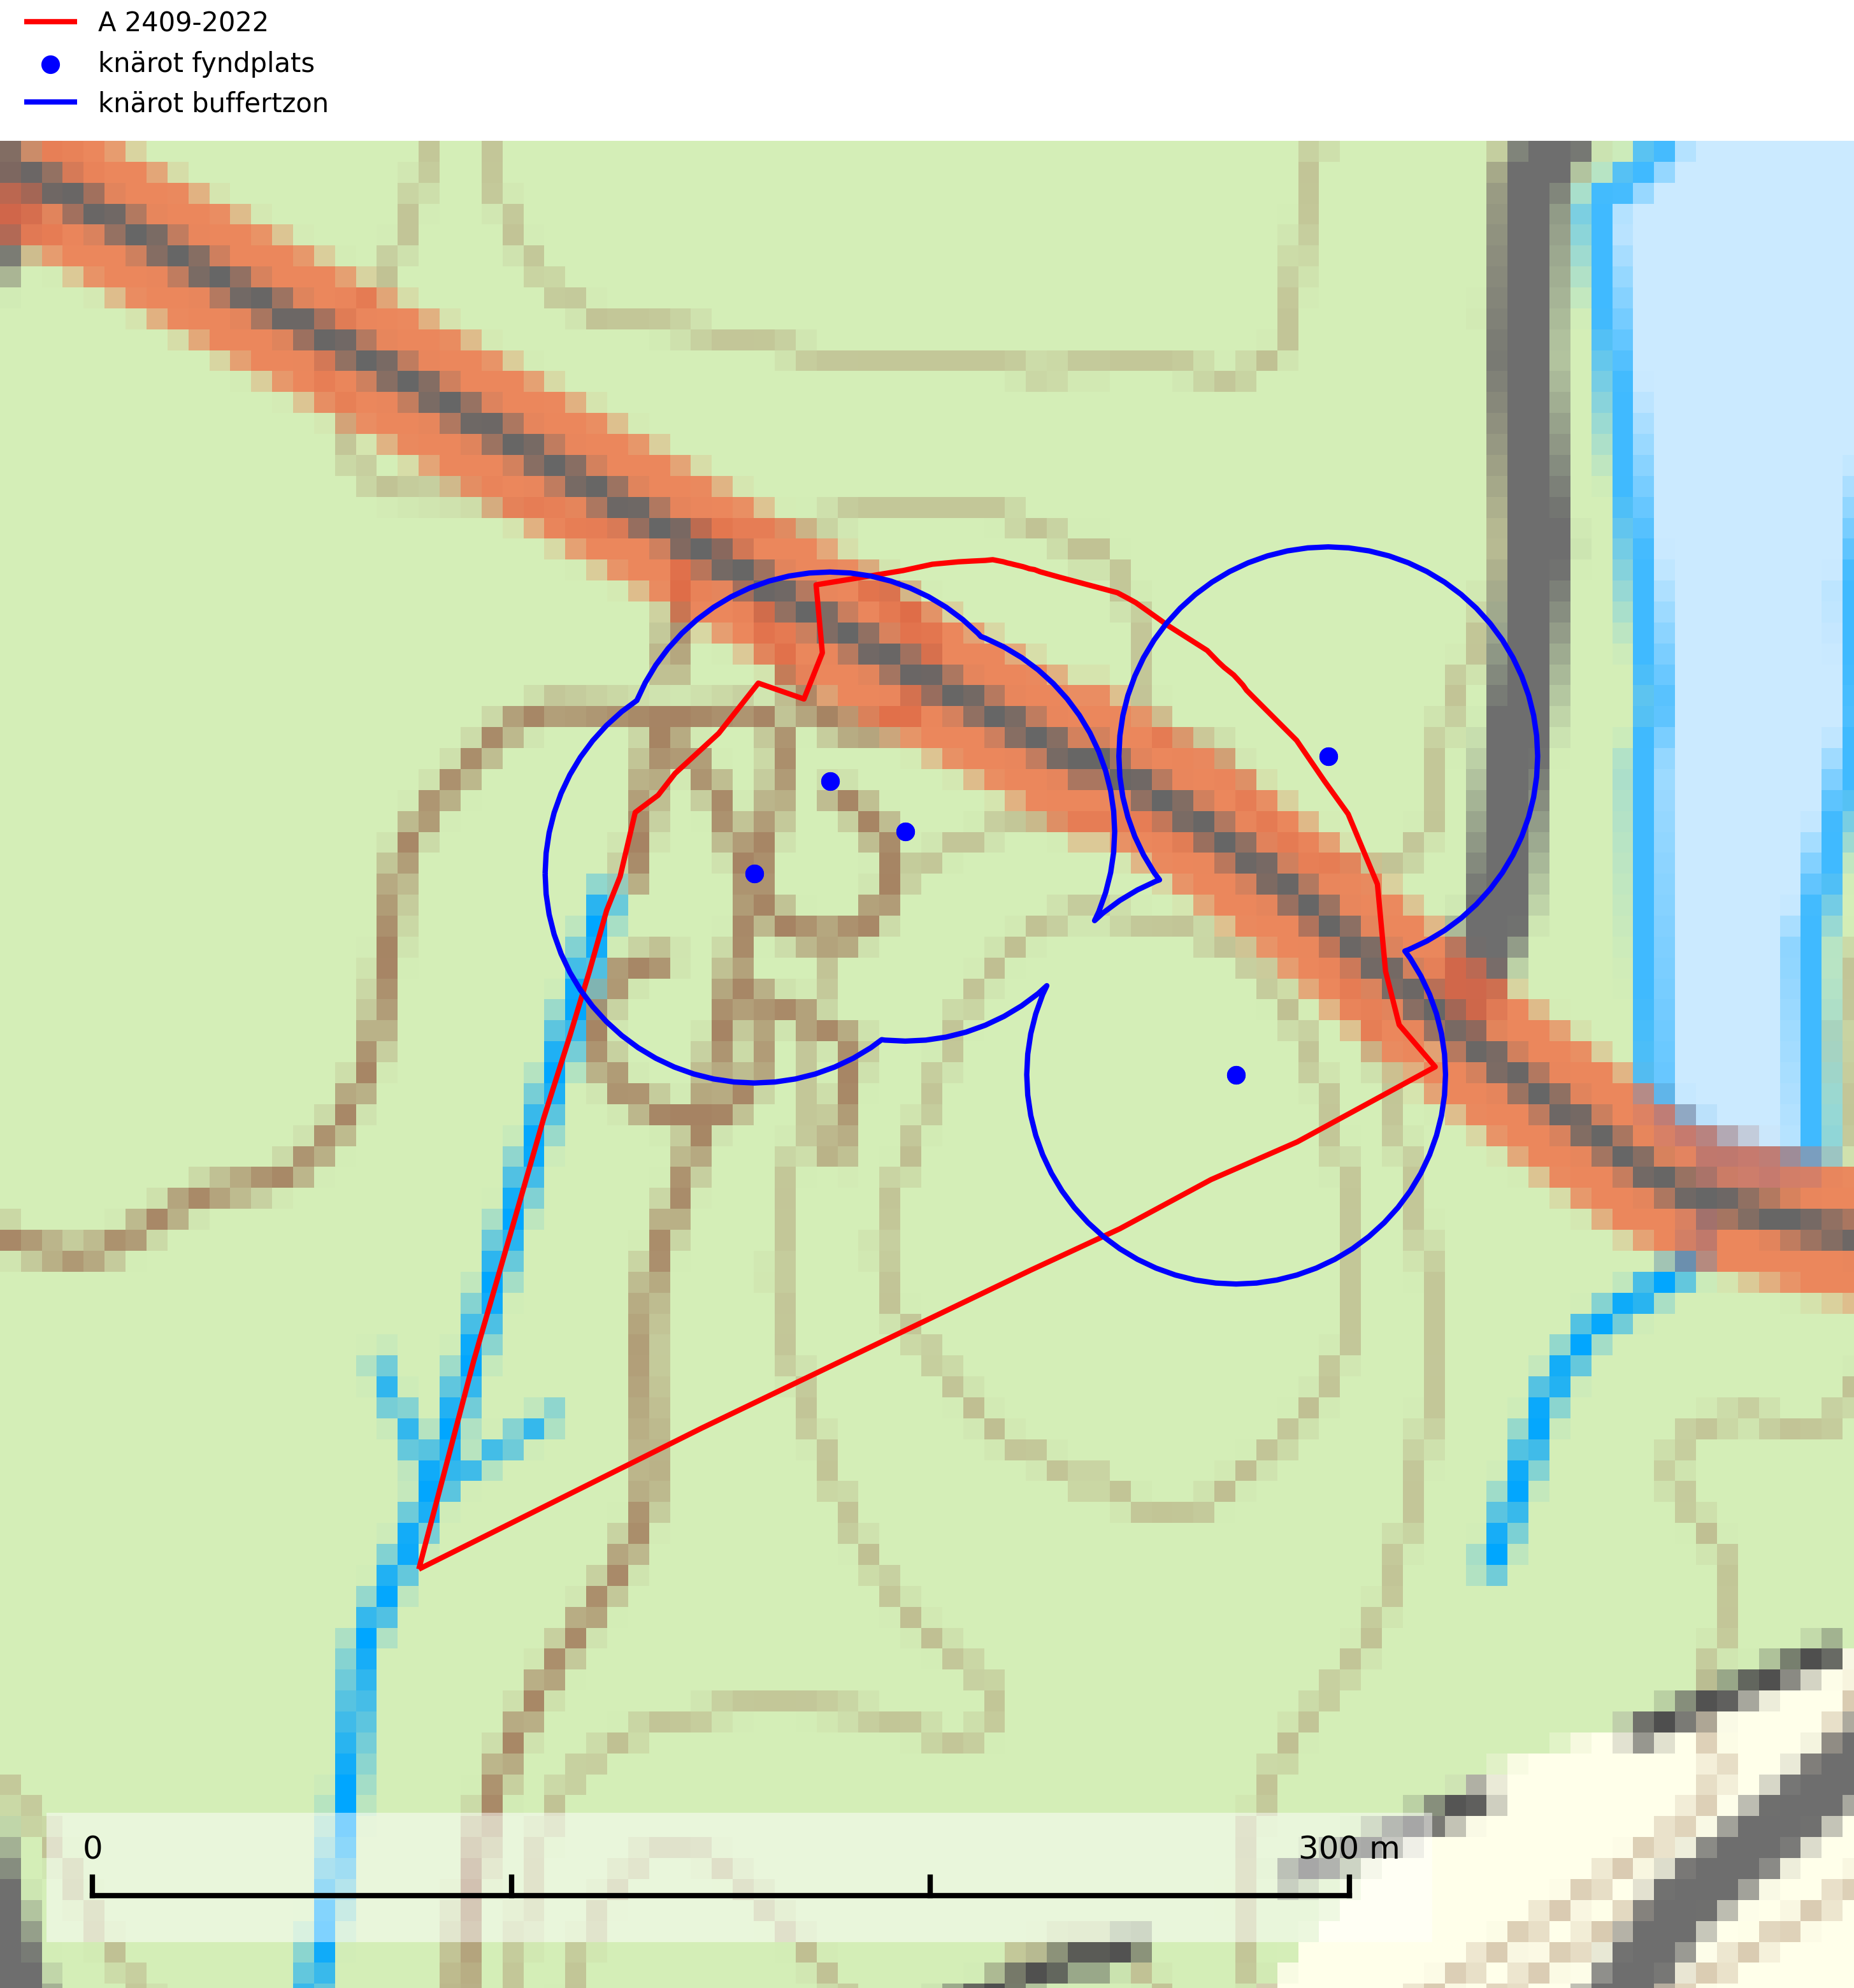 A 2409-2022
knärot fyndplats
knärot buffertzon
0 300 m